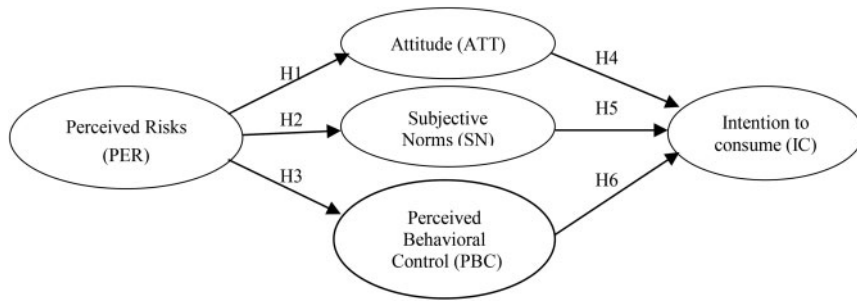 Attitude (ATT)
H1
H4
Perceived Risks
(PER)
H2
Subjective
Norms (SN)
H5
Intention to
consume (IC)
H3
H6
Perceived
Behavioral
Control (PBC)